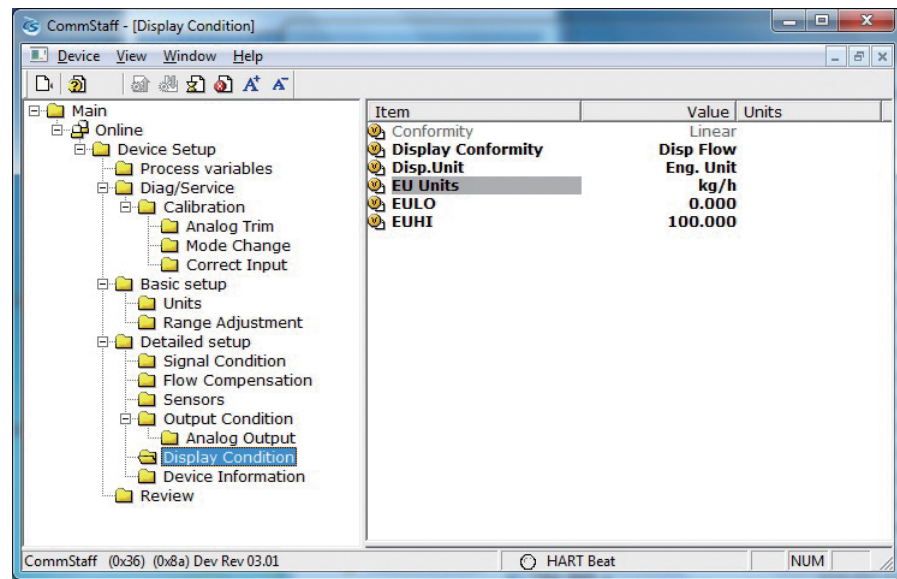 CommStaff - [Display Condition]
Device View Window Help
A+ A-
Main
Online
Device Setup
Process variables
Diag/Service
Calibration
Analog Trim
Mode Change
Correct Input
Basic setup
Units
Range Adjustment
Detailed setup
Signal Condition
Flow Compensation
Sensors
Output Condition
Analog Output
Display Condition
Device Information
Review
Item Value Units
Conformity Linear
Display Conformity Disp Flow
Disp.Unit Eng. Unit
EU Units kg/h
EULO 0.000
EUHI 100.000
CommStaff (0x36) (0x8a) Dev Rev 03.01 HART Beat NUM